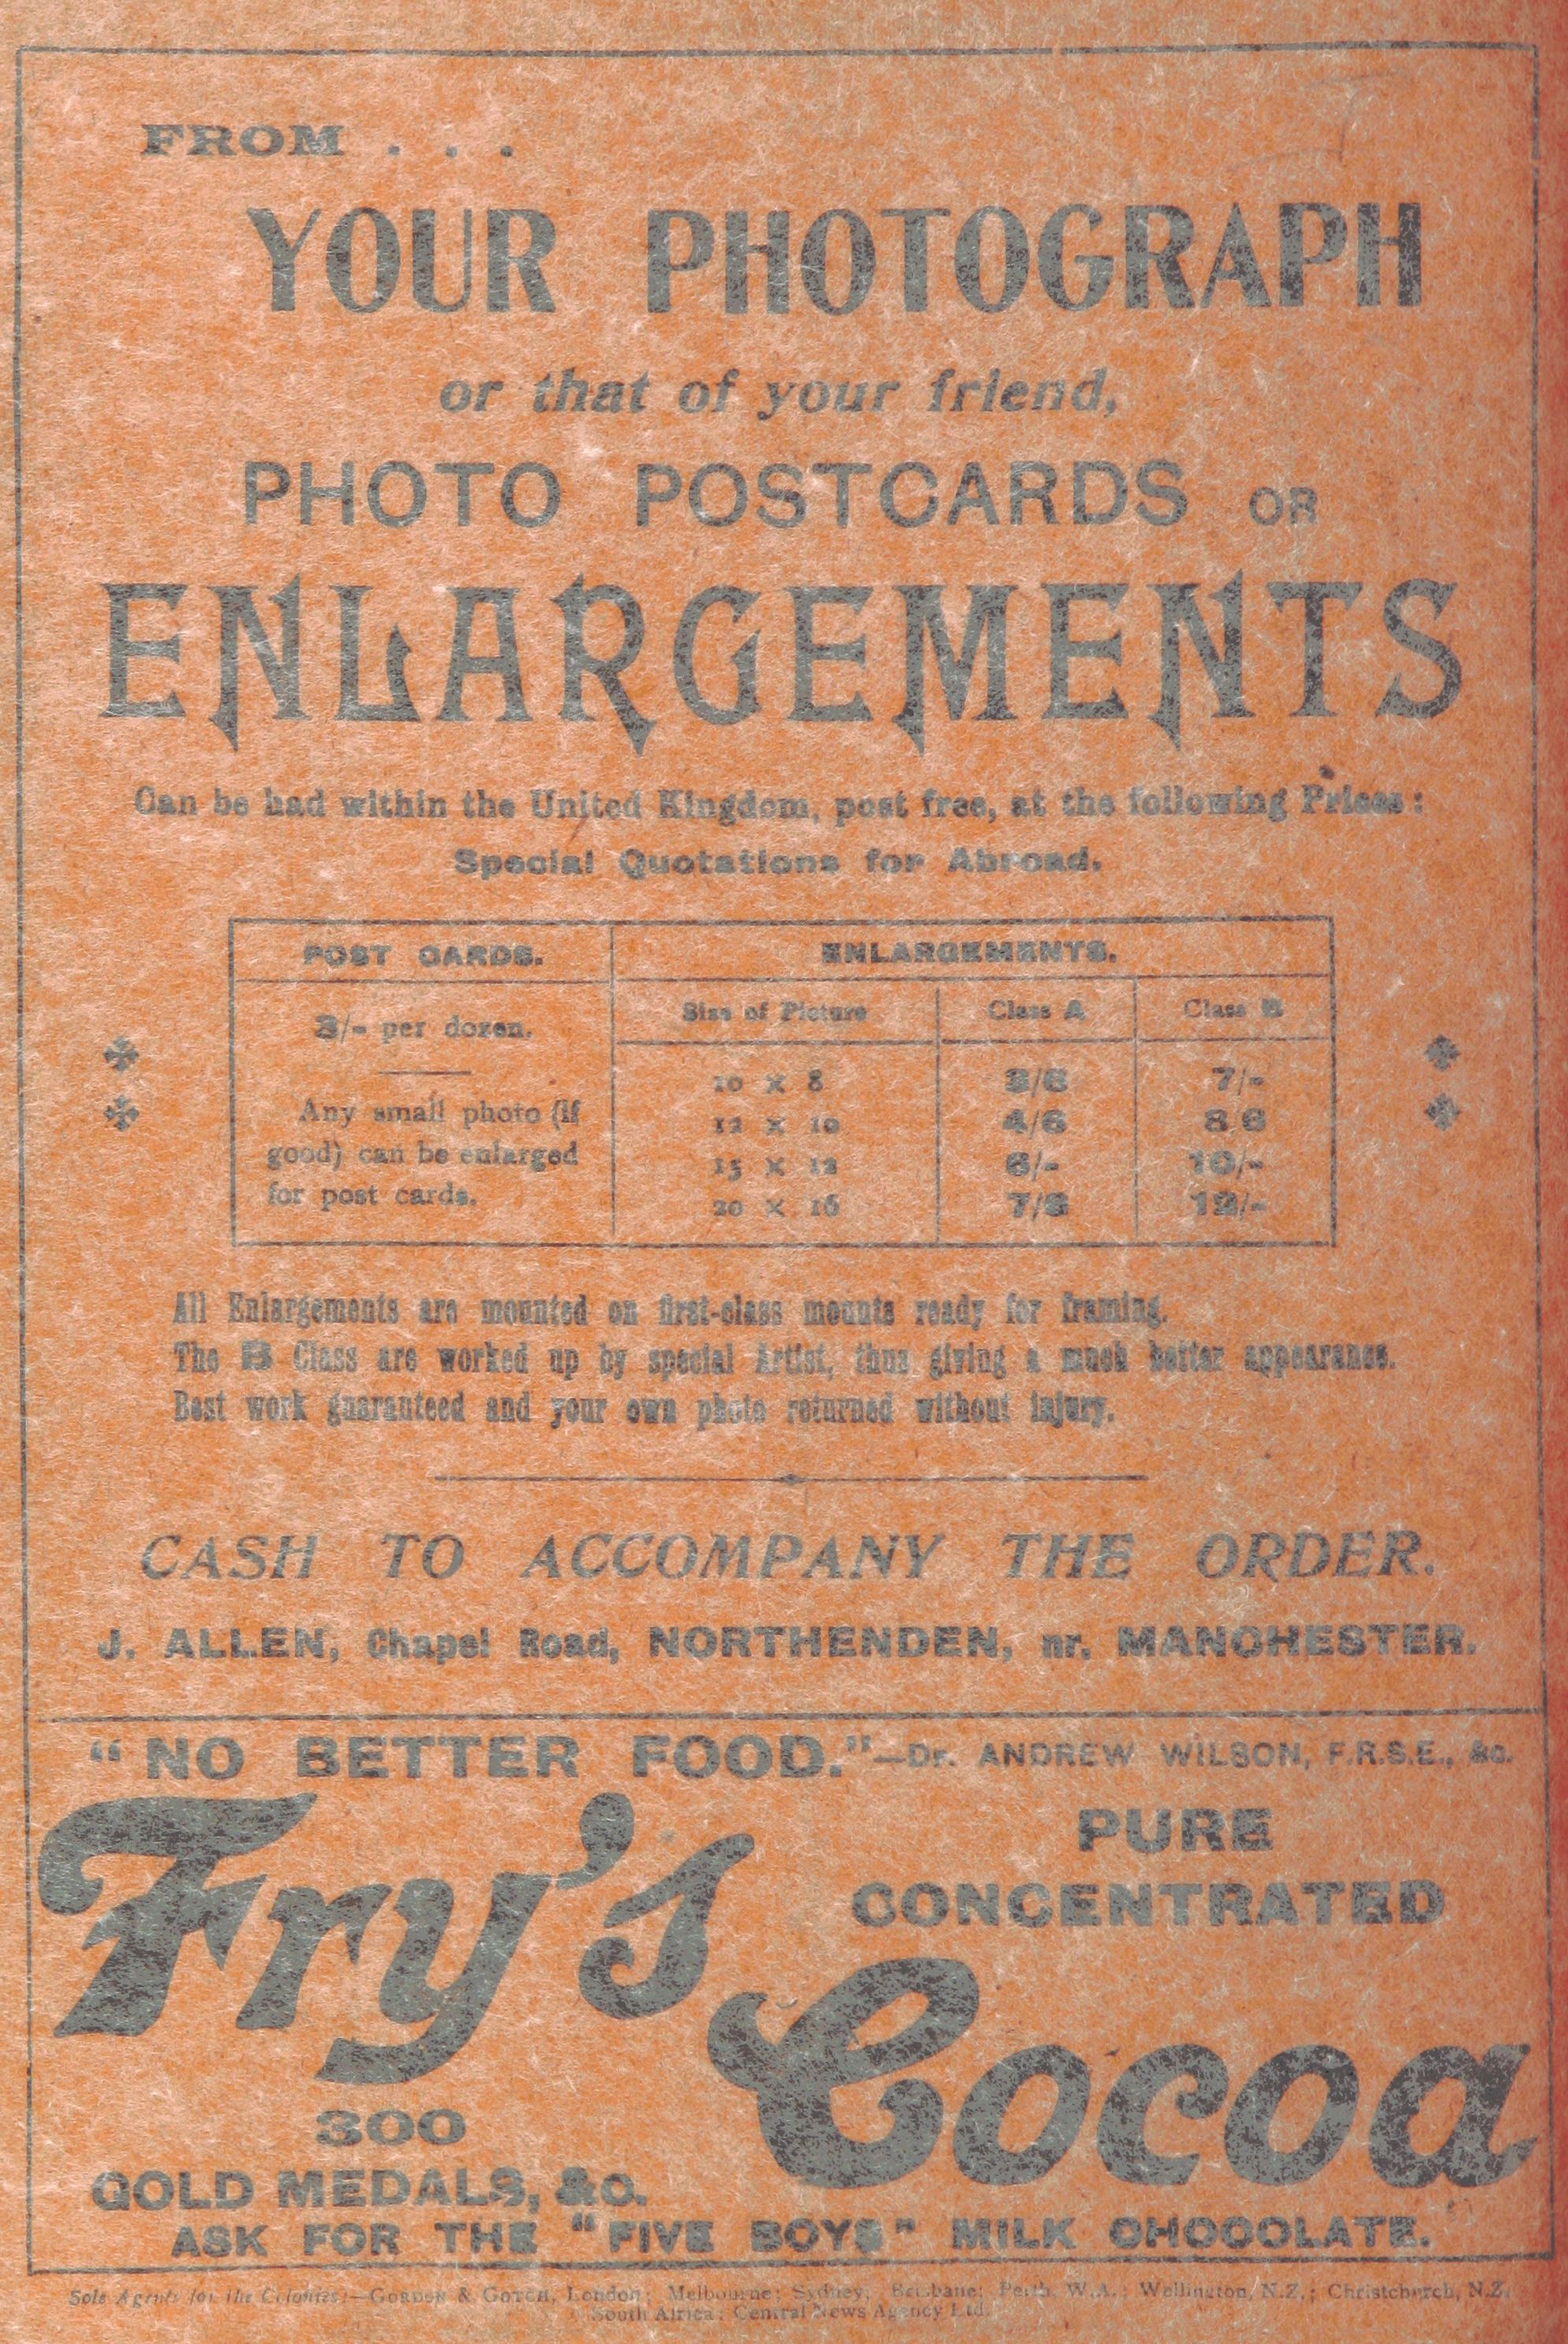 FROM . . .
YOUR PHOTOGRAPH
or that of your friend,
PHOTO POSTCARDS OR
ENLARGEMENTS
Can be had within the United Kingdom, post free, at the following Prices:
Special Quotations for Abroad.
POST CARDS.
3/- per dozen.
Any small photo (if
good) can be enlarged
for post cards.
ENLARGEMENTS.
Size of Picture Class A Class B
10 × 8 3/6 7/-
12 × 10 4/6 8 6
15 × 12 6/- 10/-
20 × 16 7/6 12/-
All Enlargements are mounted on first-class mounts ready for framing.
The B Class are worked up by special Artist, thus giving a much better appearance.
Best work guaranteed and your own photo returned without injury.
CASH TO ACCOMPANY THE ORDER.
J. ALLEN, Chapel Road, NORTHENDEN, nr. MANCHESTER.
"NO BETTER FOOD."—Dr. ANDREW WILSON, F.R.S.E., &c.
Fry's
PURE
CONCENTRATED
Cocoa
300
GOLD MEDALS, &c.
ASK FOR THE "FIVE BOYS" MILK CHOCOLATE.
Sole Agents for the Colonies:—GORDON & GOTCH, London; Melbourne; Sydney; Brisbane; Perth, W.A.; Wellington, N.Z.; Christchurch, N.Z.
South Africa: Central News Agency Ltd.